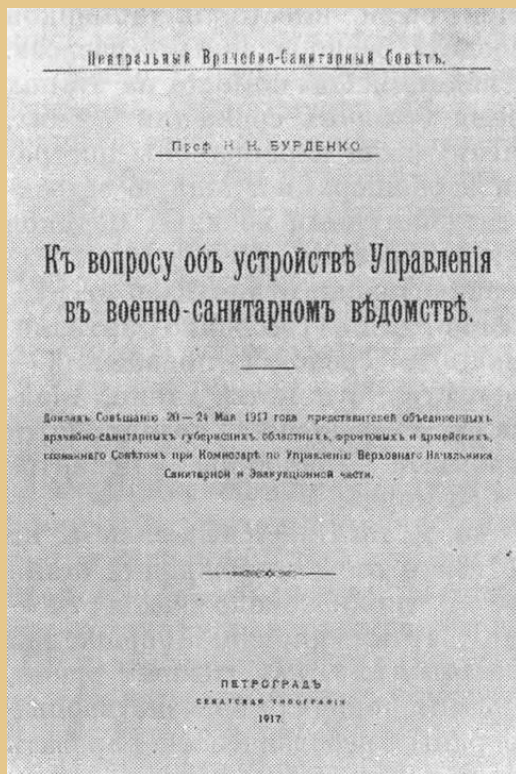 Центральный Врачебно-Санитарный Совѣтъ.
Проф. Н. Н. БУРДЕНКО
Къ вопросу объ устройствѣ Управленія
въ военно-санитарномъ вѣдомствѣ.
Докладъ Совѣщанію 20—24 Мая 1917 года представителей объединенныхъ
врачебно-санитарныхъ губернскихъ, областныхъ, фронтовыхъ и армейскихъ,
созваннаго Совѣтомъ при Комиссарѣ по Управленію Верховнаго Начальника
Санитарной и Эвакуаціонной части.
ПЕТРОГРАДЪ
СЕНАТСКАЯ ТИПОГРАФІЯ
1917